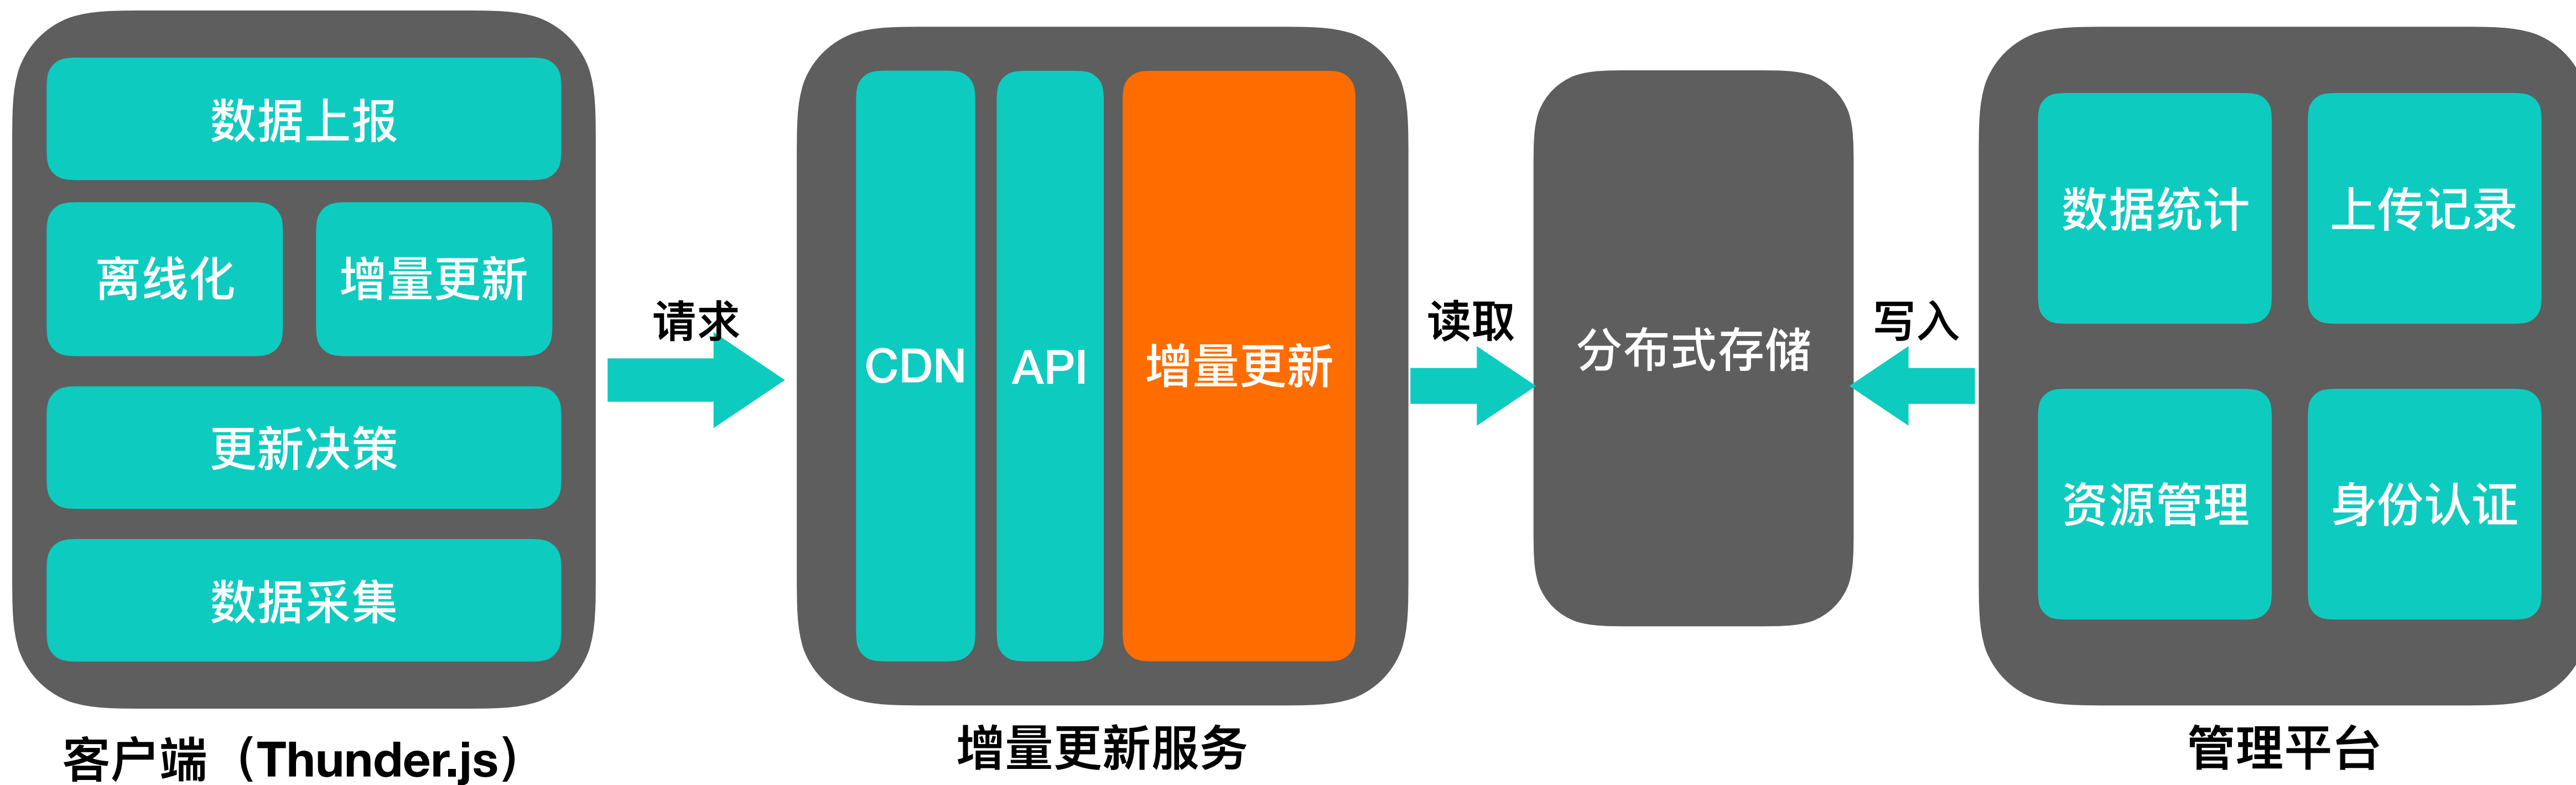 数据上报
离线化
增量更新
更新决策
数据采集
客户端（Thunder.js）
请求
CDN
API
增量更新
增量更新服务
读取
分布式存储
写入
数据统计
上传记录
资源管理
身份认证
管理平台